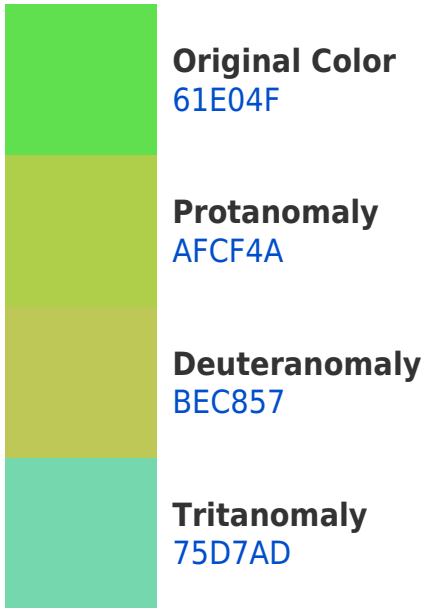 Original Color
61E04F
Protanomaly
AFCF4A
Deuteranomaly
BEC857
Tritanomaly
75D7AD